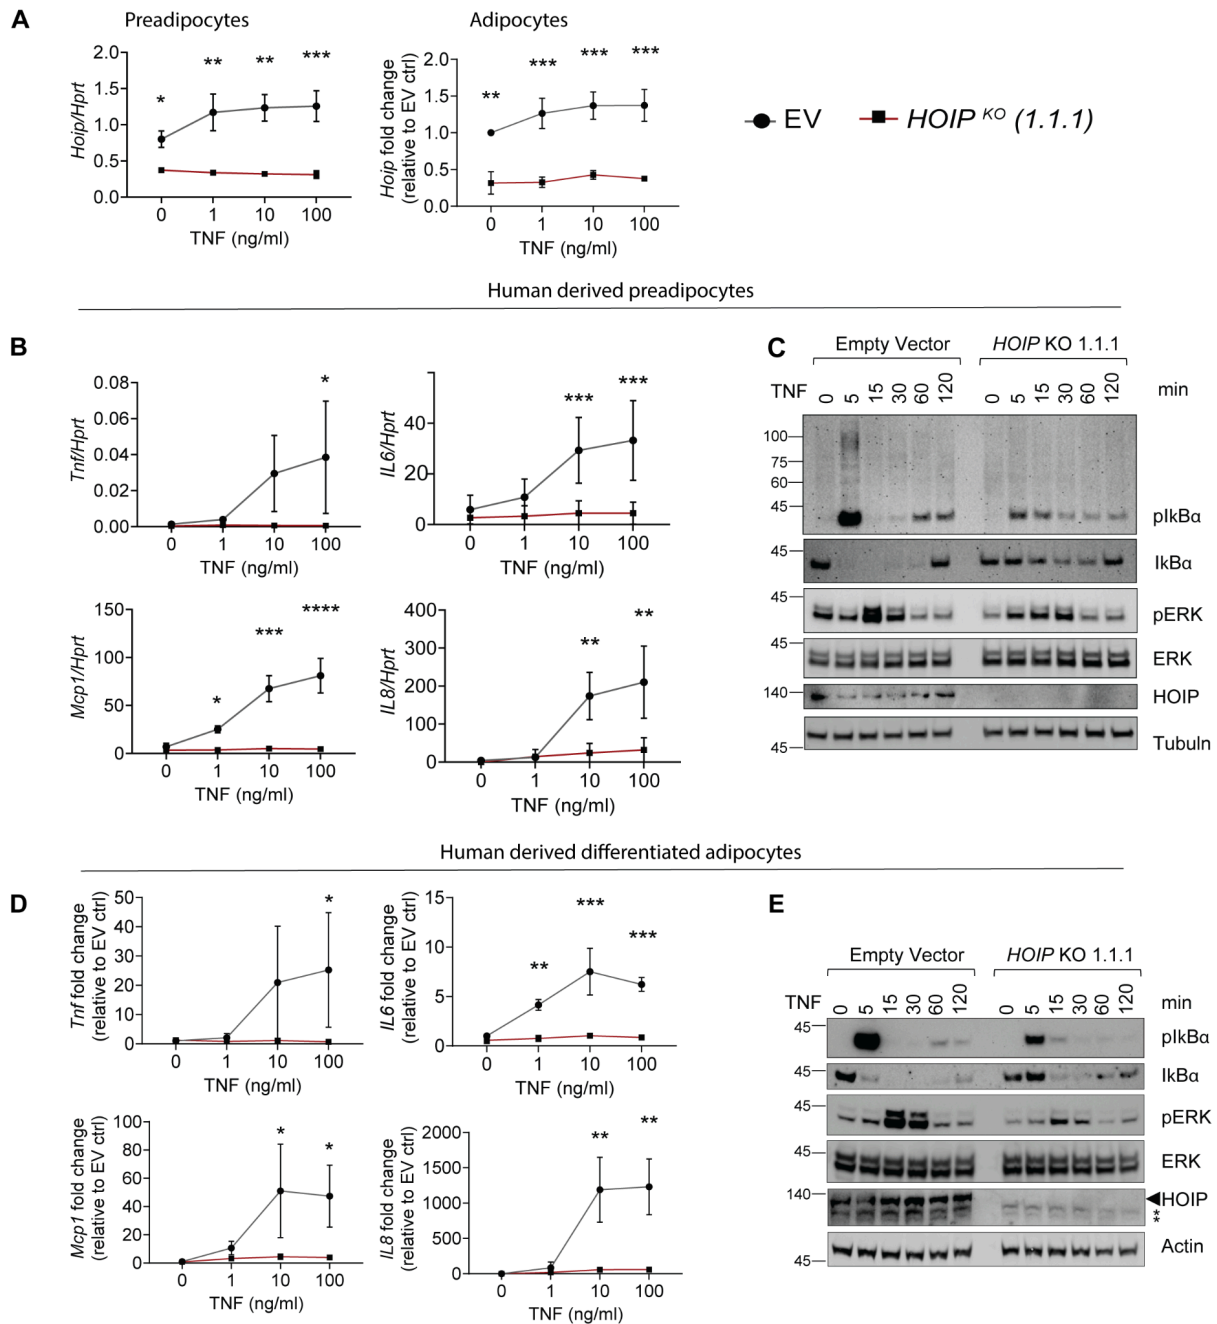 A
Preadipocytes
Adipocytes
Hoip/Hprt
2.0
1.5
1.0
0.5
0.0
*
**
**
***
0 1 10 100
TNF (ng/ml)
Hoip fold change
(relative to EV ctrl)
2.0
1.5
1.0
0.5
0.0
**
***
***
***
0 1 10 100
TNF (ng/ml)
EV
HOIP KO (1.1.1)
Human derived preadipocytes
B
Tnf/Hprt
0.08
0.06
0.04
0.02
0.00
*
0 1 10 100
TNF (ng/ml)
IL6/Hprt
40
20
0
***
***
0 1 10 100
TNF (ng/ml)
Mcp1/Hprt
150
100
50
0
*
***
****
0 1 10 100
TNF (ng/ml)
IL8/Hprt
400
300
200
100
0
**
**
0 1 10 100
TNF (ng/ml)
C
Empty Vector
HOIP KO 1.1.1
TNF 0 5 15 30 60 120 0 5 15 30 60 120 min
100
75
60
45
pIkBα
45
IkBα
45
pERK
45
ERK
140
HOIP
45
Tubuln
Human derived differentiated adipocytes
D
Tnf fold change
(relative to EV ctrl)
50
40
30
20
10
0
*
0 1 10 100
TNF (ng/ml)
IL6 fold change
(relative to EV ctrl)
15
10
5
0
**
***
***
0 1 10 100
TNF (ng/ml)
Mcp1 fold change
(relative to EV ctrl)
100
80
60
40
20
0
*
*
0 1 10 100
TNF (ng/ml)
IL8 fold change
(relative to EV ctrl)
2000
1500
1000
500
0
**
**
0 1 10 100
TNF (ng/ml)
E
Empty Vector
HOIP KO 1.1.1
TNF 0 5 15 30 60 120 0 5 15 30 60 120 min
45
pIkBα
45
IkBα
45
pERK
ERK
140
HOIP
*
*
45
Actin